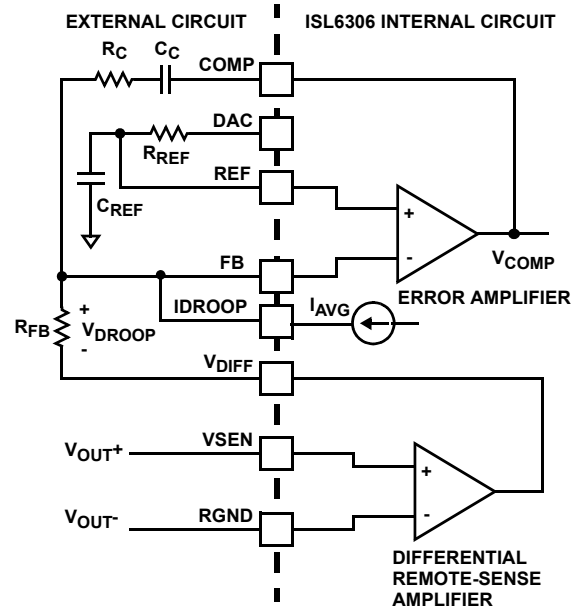 EXTERNAL CIRCUIT
ISL6306 INTERNAL CIRCUIT
RC
CC
COMP
DAC
RREF
REF
CREF
+
-
VCOMP
ERROR AMPLIFIER
FB
IDROOP
IAVG
RFB
+
VDROOP
-
VDIFF
VOUT+
VSEN
+
VOUT-
RGND
-
DIFFERENTIAL
REMOTE-SENSE
AMPLIFIER